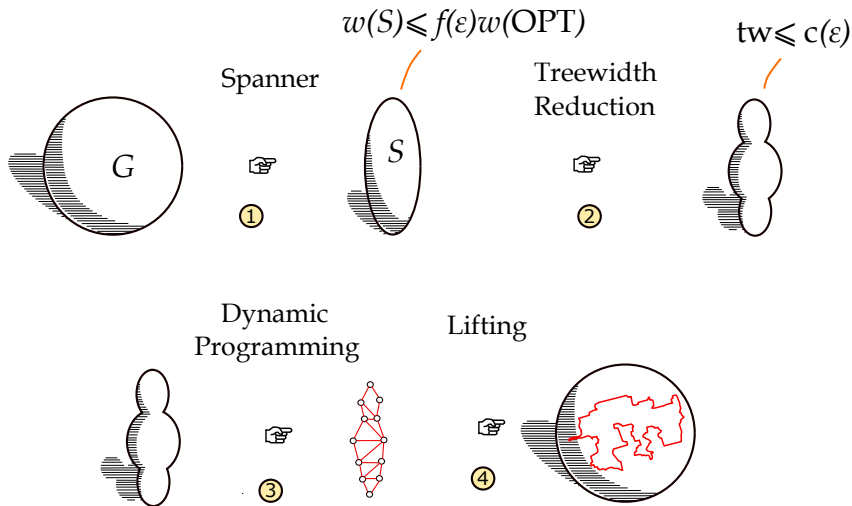 w(S)⩽ f(ε)w(OPT)
tw⩽ c(ε)
Spanner
Treewidth
Reduction
G
S
1
2
Dynamic
Programming
Lifting
3
4